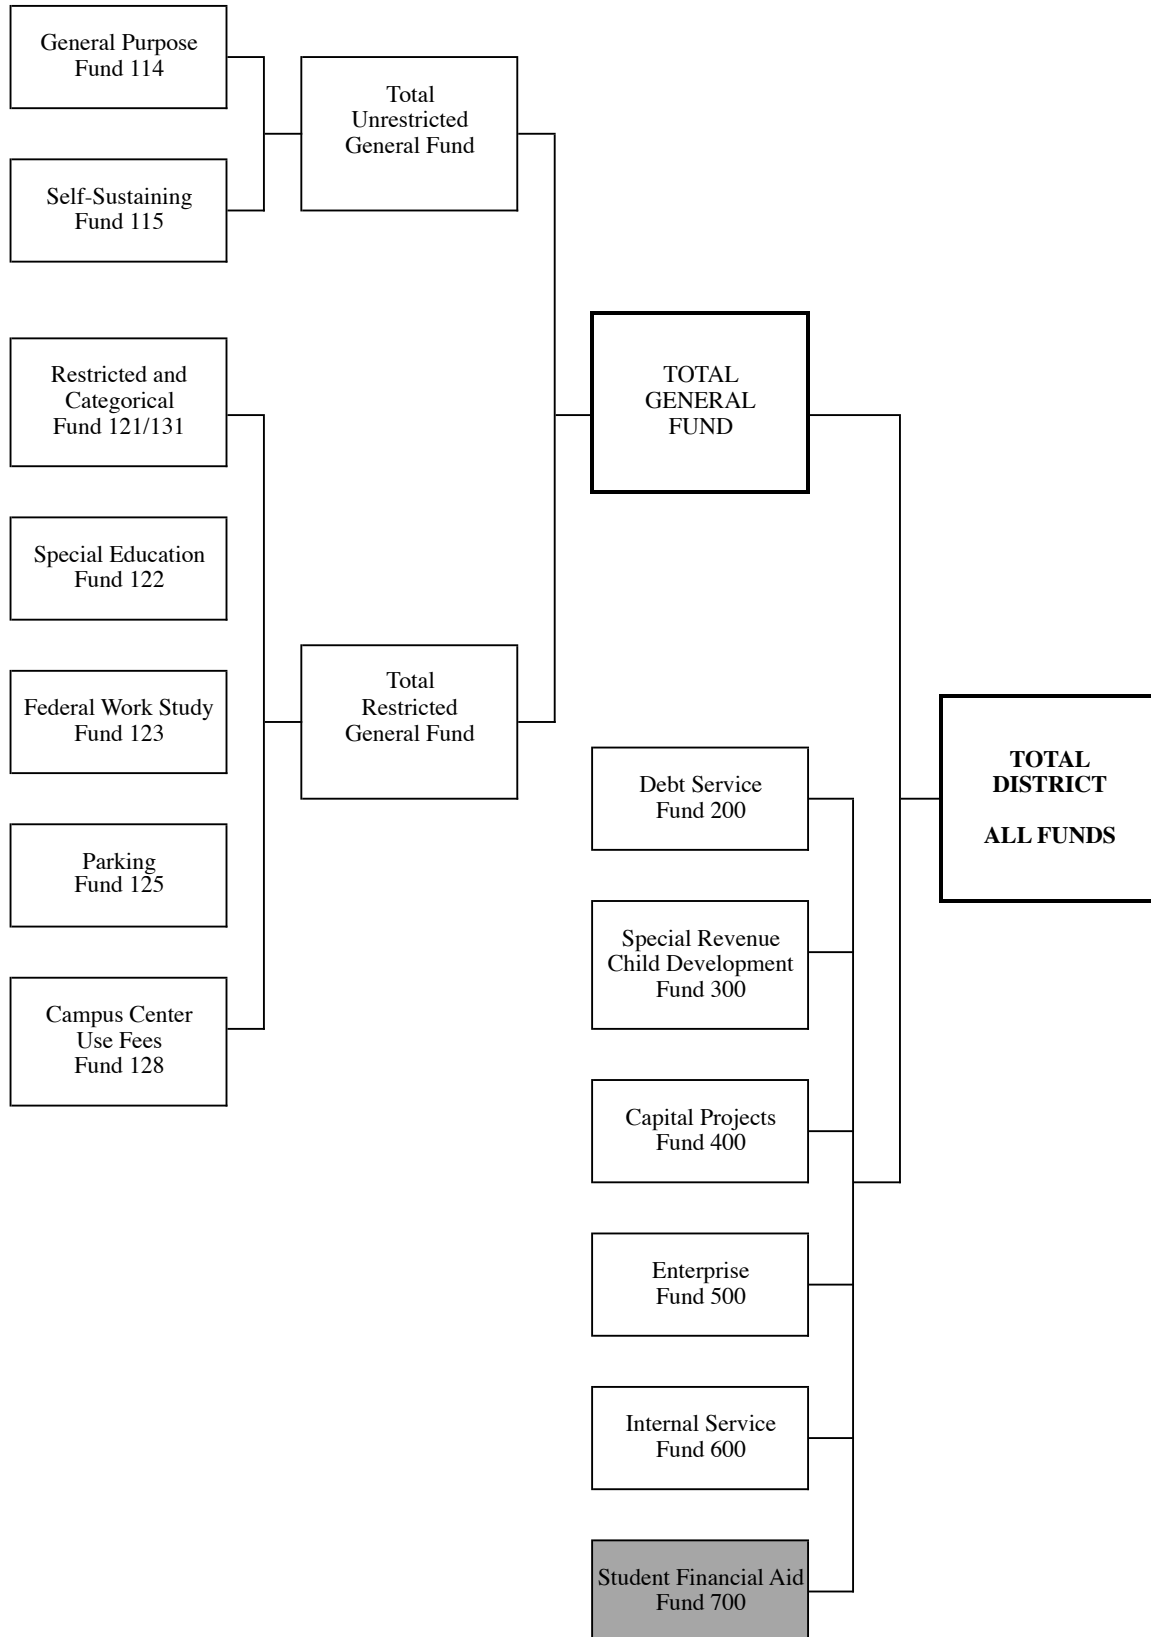 General Purpose
Fund 114
Self-Sustaining
Fund 115
Restricted and
Categorical
Fund 121/131
Special Education
Fund 122
Federal Work Study
Fund 123
Parking
Fund 125
Campus Center
Use Fees
Fund 128
Total
Unrestricted
General Fund
Total
Restricted
General Fund
TOTAL
GENERAL
FUND
Debt Service
Fund 200
Special Revenue
Child Development
Fund 300
Capital Projects
Fund 400
Enterprise
Fund 500
Internal Service
Fund 600
Student Financial Aid
Fund 700
TOTAL
DISTRICT
ALL FUNDS